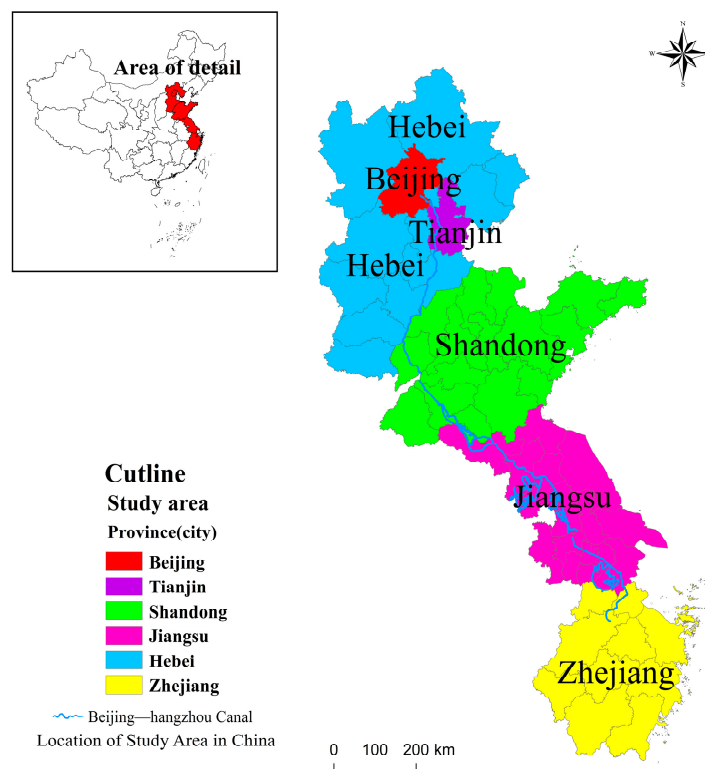 Area of detail
N
W
E
S
Hebei
Beijing
Tianjin
Hebei
Shandong
Jiangsu
Zhejiang
Cutline
Study area
Province(city)
Beijing
Tianjin
Shandong
Jiangsu
Hebei
Zhejiang
Beijing—hangzhou Canal
Location of Study Area in China
0 100 200 km